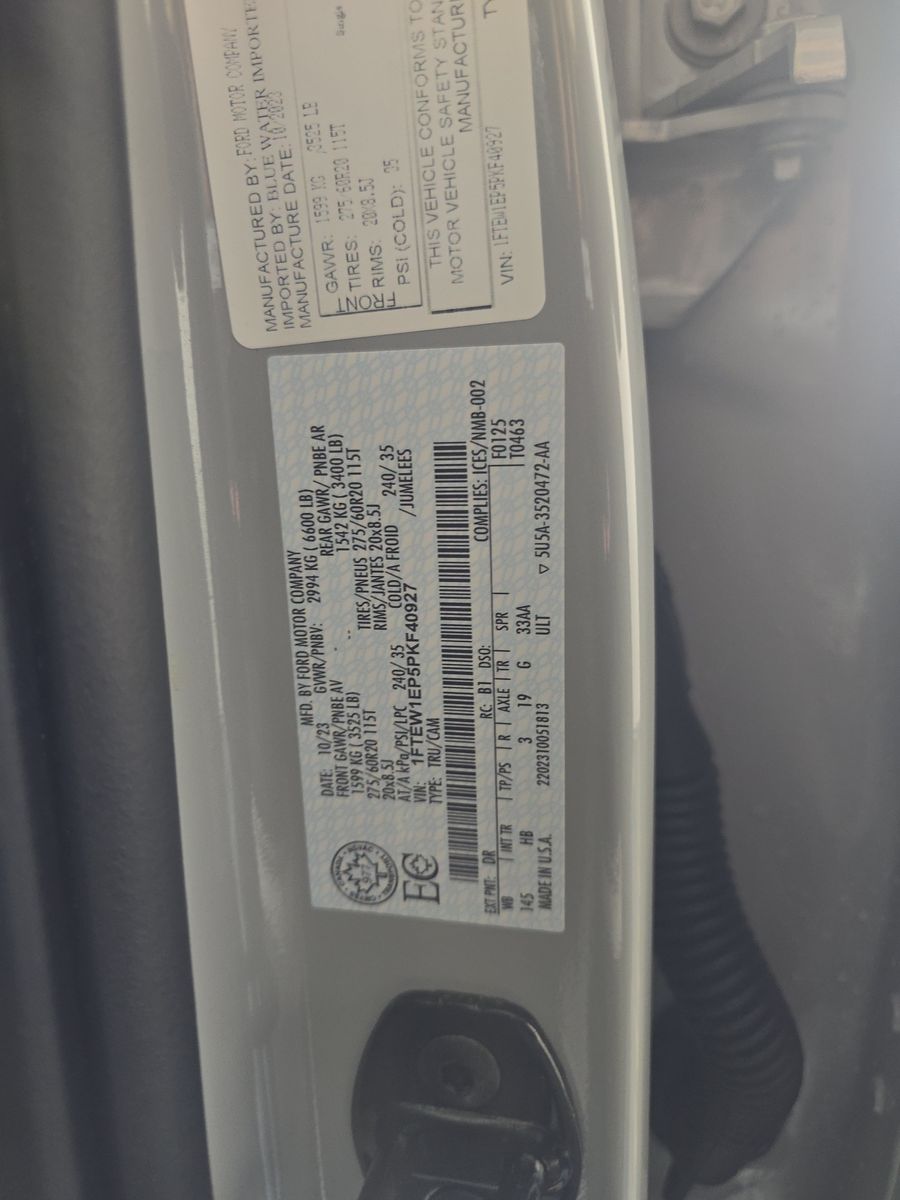 MFD. BY FORD MOTOR COMPANY
DATE: 10/23 GVWR/PNBV: 2994 KG ( 6600 LB)
FRONT GAWR/PNBE AV REAR GAWR/ PNBE AR
1599 KG ( 3525 LB) 1542 KG ( 3400 LB)
275/60R20 115T TIRES/PNEUS 275/60R20 115T
20x8.5J RIMS/JANTES 20x8.5J
AT/A kPa/PSI/LPC 240/ 35 COLD/A FROID 240/ 35
VIN: 1FTEW1EP5PKF40927 /JUMELEES
TYPE: TRU/CAM
EC
COMPLIES: ICES/NMB-002
EXT PNT: DR RC: B1 DSO: F0125
WB INT TR TP/PS R AXLE TR SPR T0463
145 HB 3 19 G 33AA
MADE IN U.S.A. 2202310051813 ULT ▽ 5U5A-3520472-AA
MANUFACTURED BY: FORD MOTOR COMPANY
IMPORTED BY: BLUE WATER IMPORTE
MANUFACTURE DATE: 10/2023
FRONT
GAWR: 1599 KG 3525 LB
TIRES: 275/60R20 115T Single
RIMS: 20X8.5J
PSI (COLD): 35
THIS VEHICLE CONFORMS TO
MOTOR VEHICLE SAFETY STAN
MANUFACTURE
VIN: 1FTEW1EP5PKF40927 TY